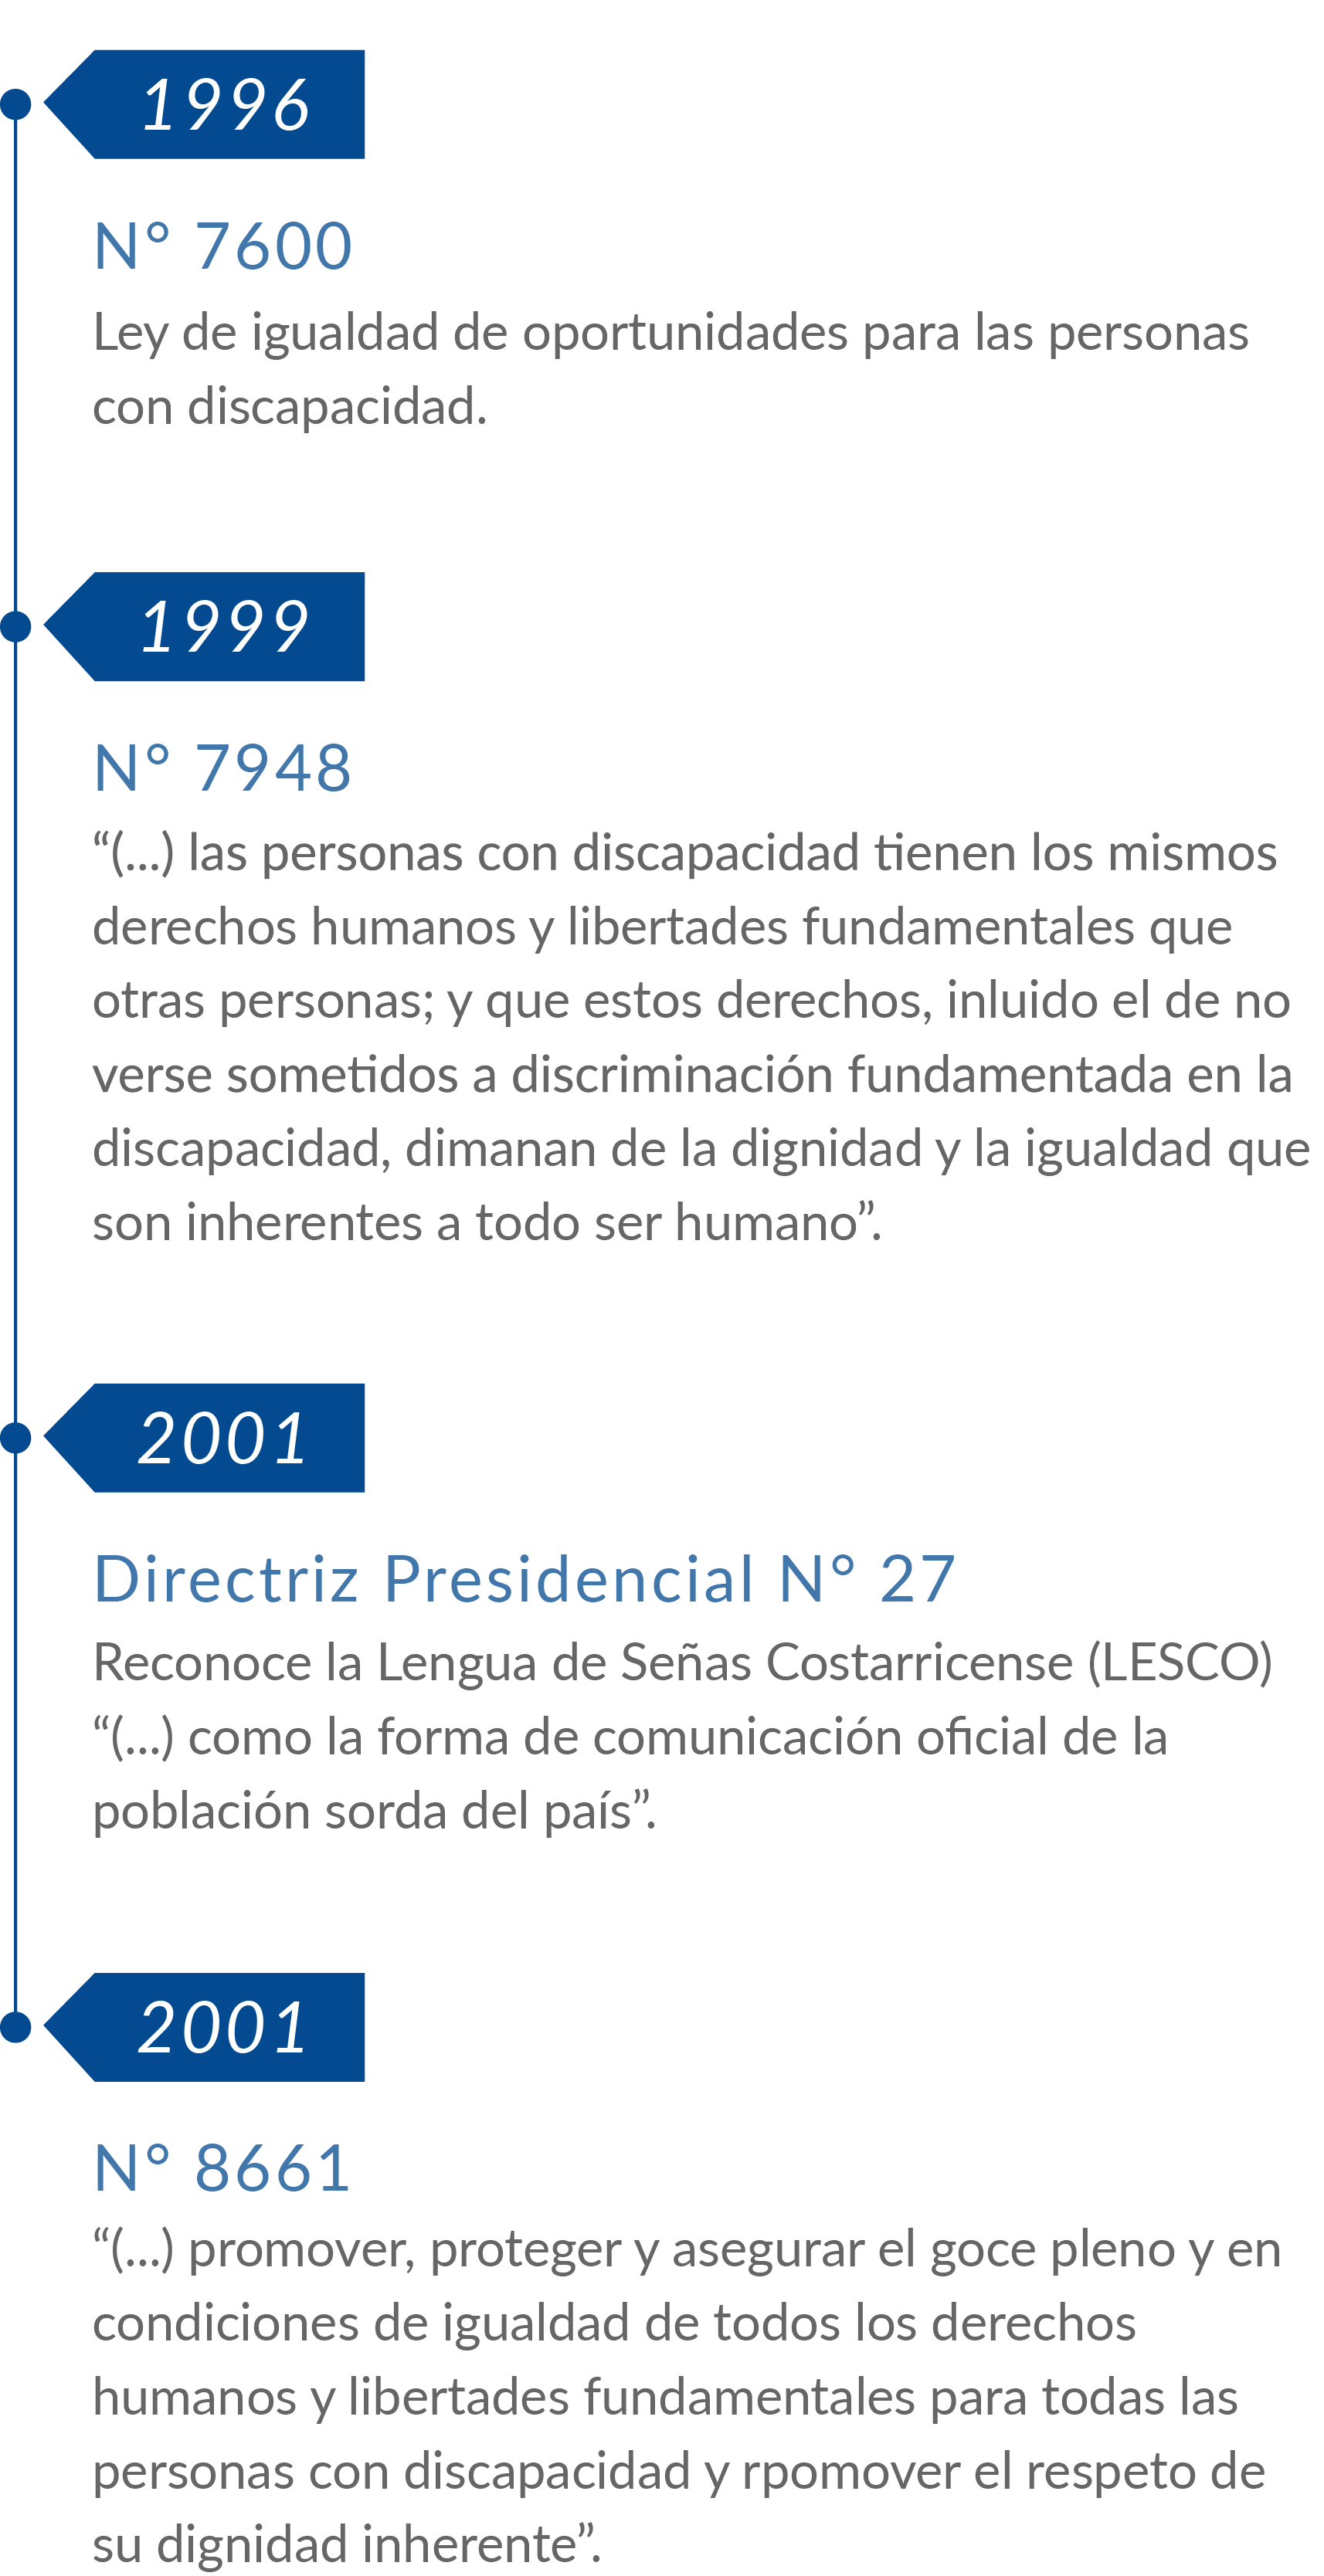 1996
N° 7600
Ley de igualdad de oportunidades para las personas
con discapacidad.
1999
N° 7948
“(...) las personas con discapacidad tienen los mismos
derechos humanos y libertades fundamentales que
otras personas; y que estos derechos, inluido el de no
verse sometidos a discriminación fundamentada en la
discapacidad, dimanan de la dignidad y la igualdad que
son inherentes a todo ser humano”.
2001
Directriz Presidencial N° 27
Reconoce la Lengua de Señas Costarricense (LESCO)
“(...) como la forma de comunicación oficial de la
población sorda del país”.
2001
N° 8661
“(...) promover, proteger y asegurar el goce pleno y en
condiciones de igualdad de todos los derechos
humanos y libertades fundamentales para todas las
personas con discapacidad y rpomover el respeto de
su dignidad inherente”.